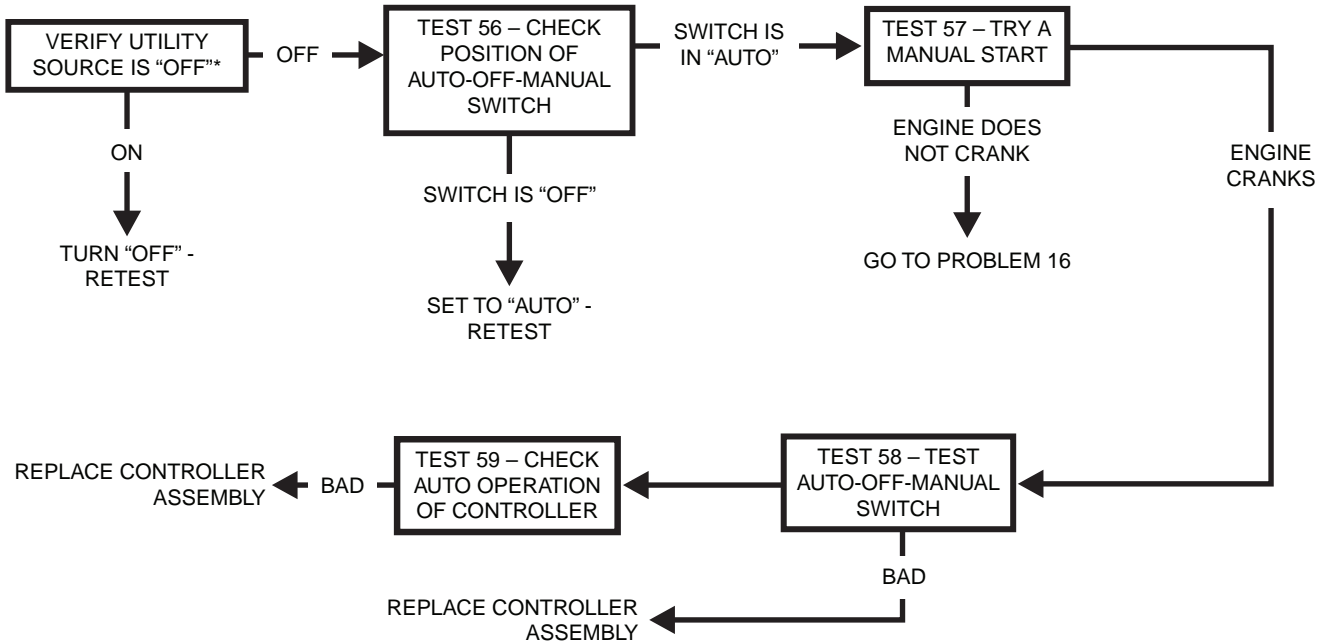 VERIFY UTILITY
SOURCE IS “OFF”*
OFF
TEST 56 – CHECK
POSITION OF
AUTO-OFF-MANUAL
SWITCH
SWITCH IS
IN “AUTO”
TEST 57 – TRY A
MANUAL START
ON
TURN “OFF” -
RETEST
SWITCH IS “OFF”
SET TO “AUTO” -
RETEST
ENGINE DOES
NOT CRANK
GO TO PROBLEM 16
ENGINE
CRANKS
TEST 58 – TEST
AUTO-OFF-MANUAL
SWITCH
TEST 59 – CHECK
AUTO OPERATION
OF CONTROLLER
BAD
REPLACE CONTROLLER
ASSEMBLY
BAD
REPLACE CONTROLLER
ASSEMBLY